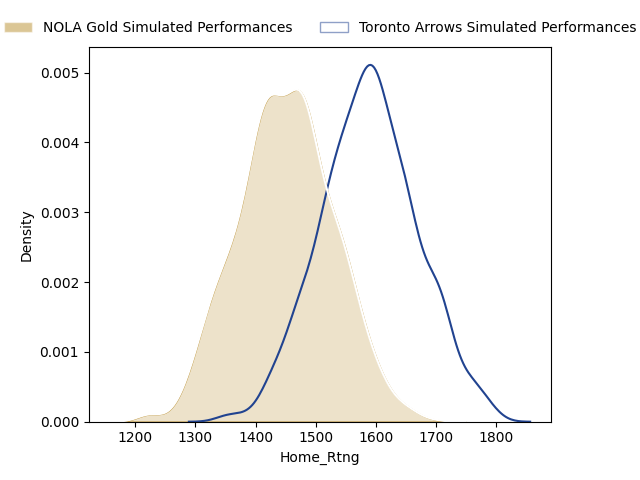 NOLA Gold Simulated Performances
Toronto Arrows Simulated Performances
0.005
0.004
0.003
0.002
0.001
0.000
Density
1200 1300 1400 1500 1600 1700 1800
Home_Rtng